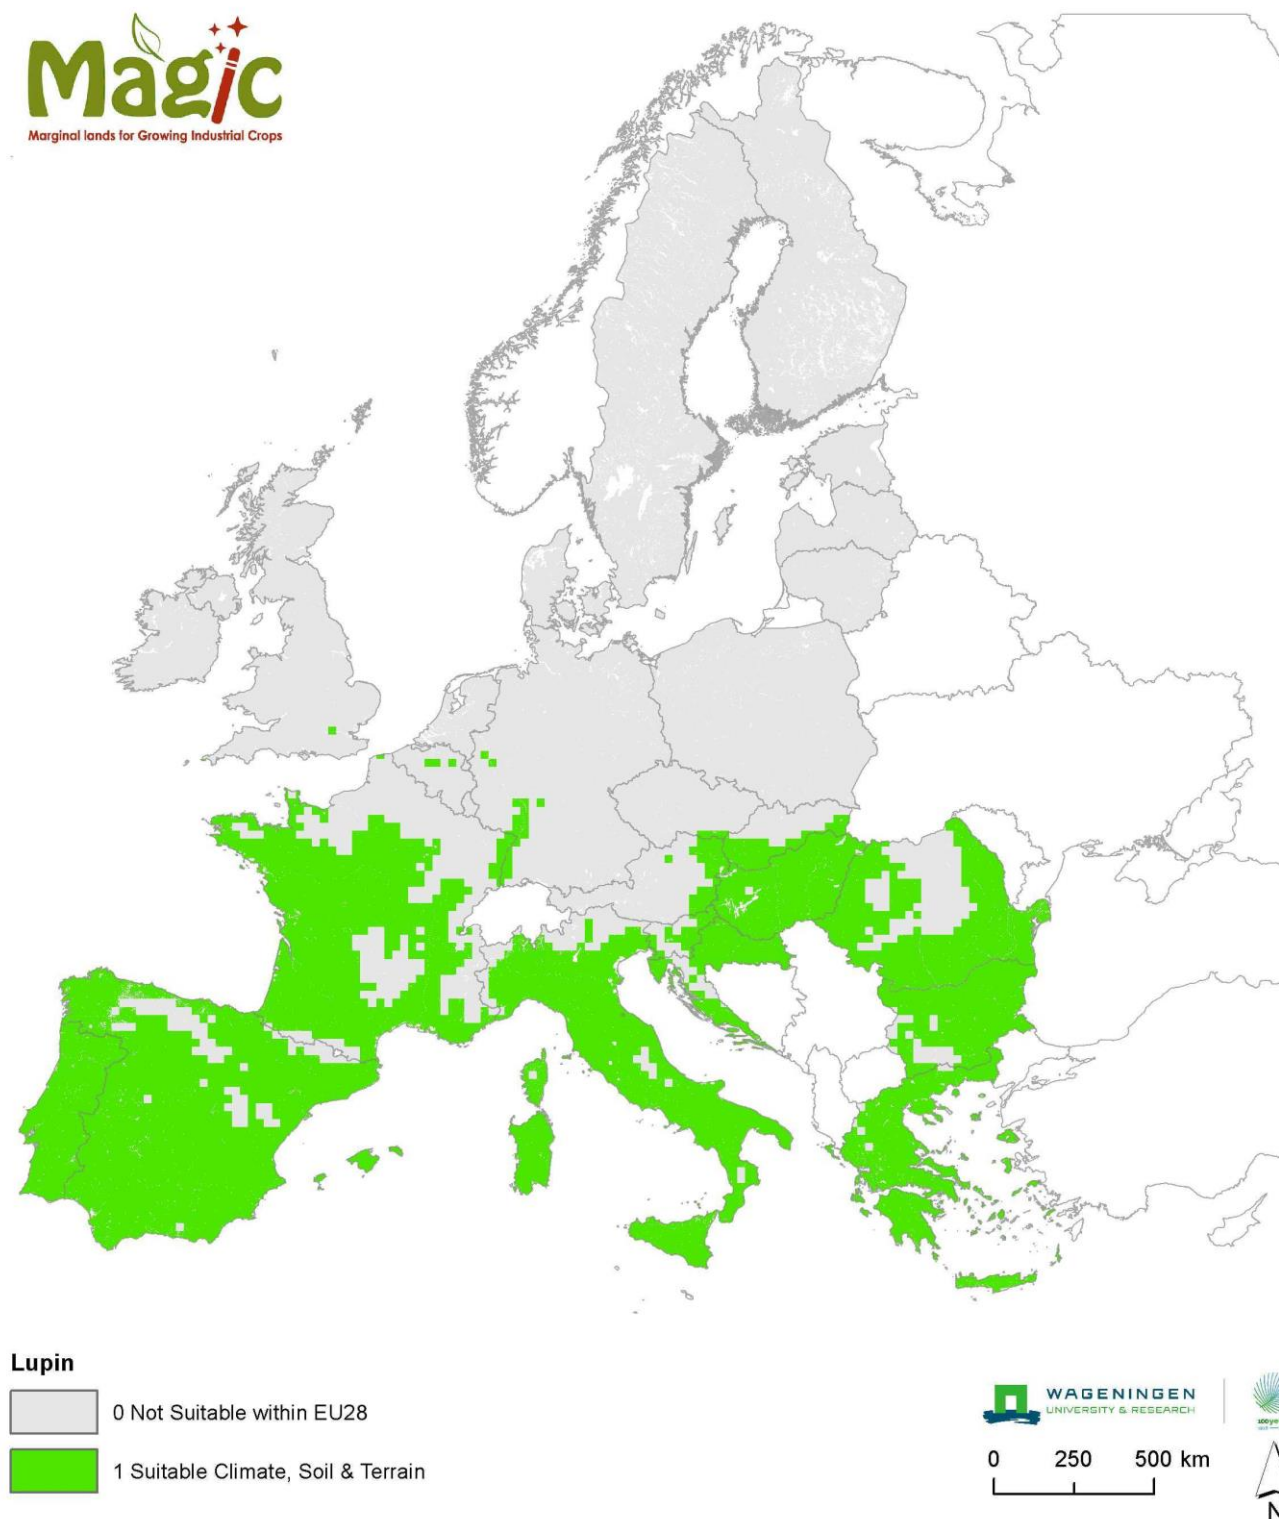 Magic
Marginal lands for Growing Industrial Crops
Lupin
0 Not Suitable within EU28
1 Suitable Climate, Soil & Terrain
WAGENINGEN
UNIVERSITY & RESEARCH
0 250 500 km
N